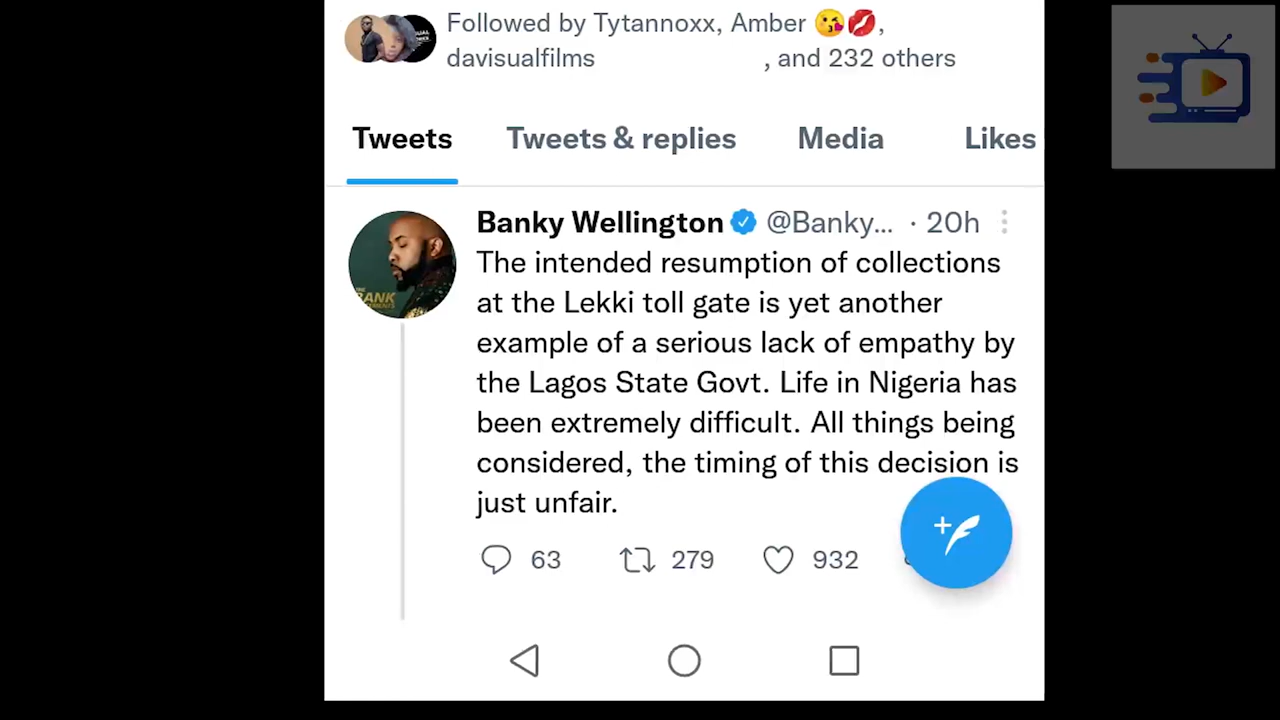 Followed by Tytannoxx, Amber 😘💋,
davisualfilms , and 232 others
Tweets Tweets & replies Media Likes
Banky Wellington @Banky... · 20h
The intended resumption of collections
at the Lekki toll gate is yet another
example of a serious lack of empathy by
the Lagos State Govt. Life in Nigeria has
been extremely difficult. All things being
considered, the timing of this decision is
just unfair.
63 279 932